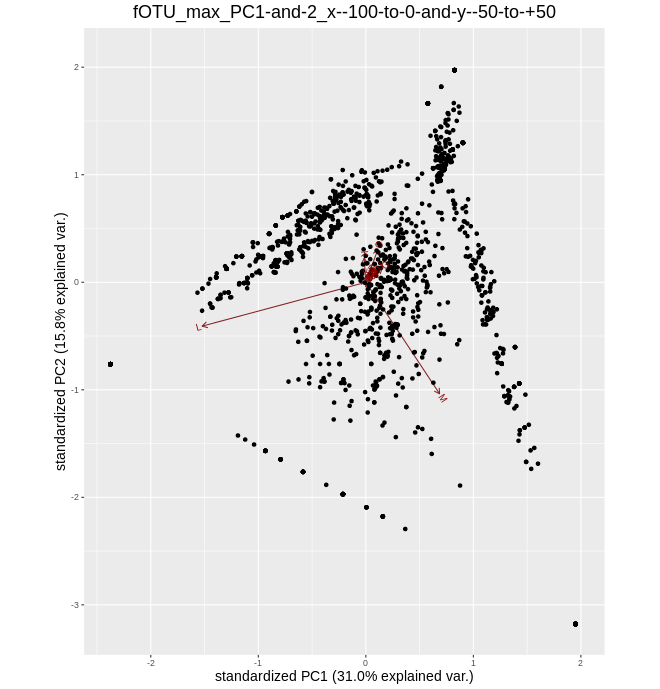 fOTU_max_PC1-and-2_x--100-to-0-and-y--50-to-+50
2
1
0
-1
-2
-3
standardized PC2 (15.8% explained var.)
L
M
-2
-1
0
1
2
standardized PC1 (31.0% explained var.)